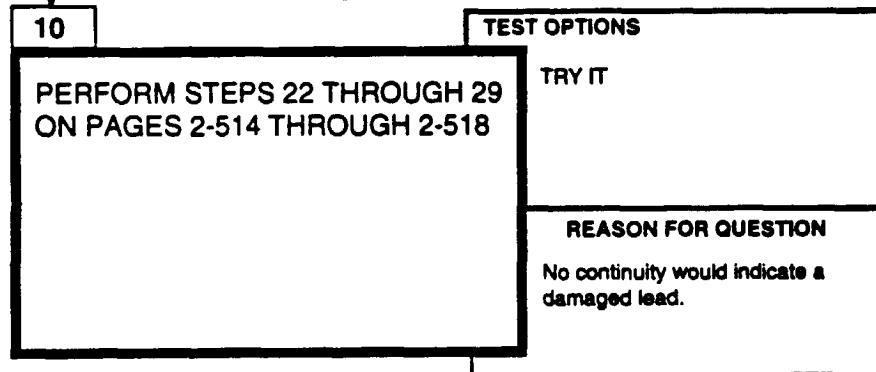 10
PERFORM STEPS 22 THROUGH 29
ON PAGES 2-514 THROUGH 2-518
TEST OPTIONS
TRY IT
REASON FOR QUESTION
No continuity would indicate a
damaged lead.